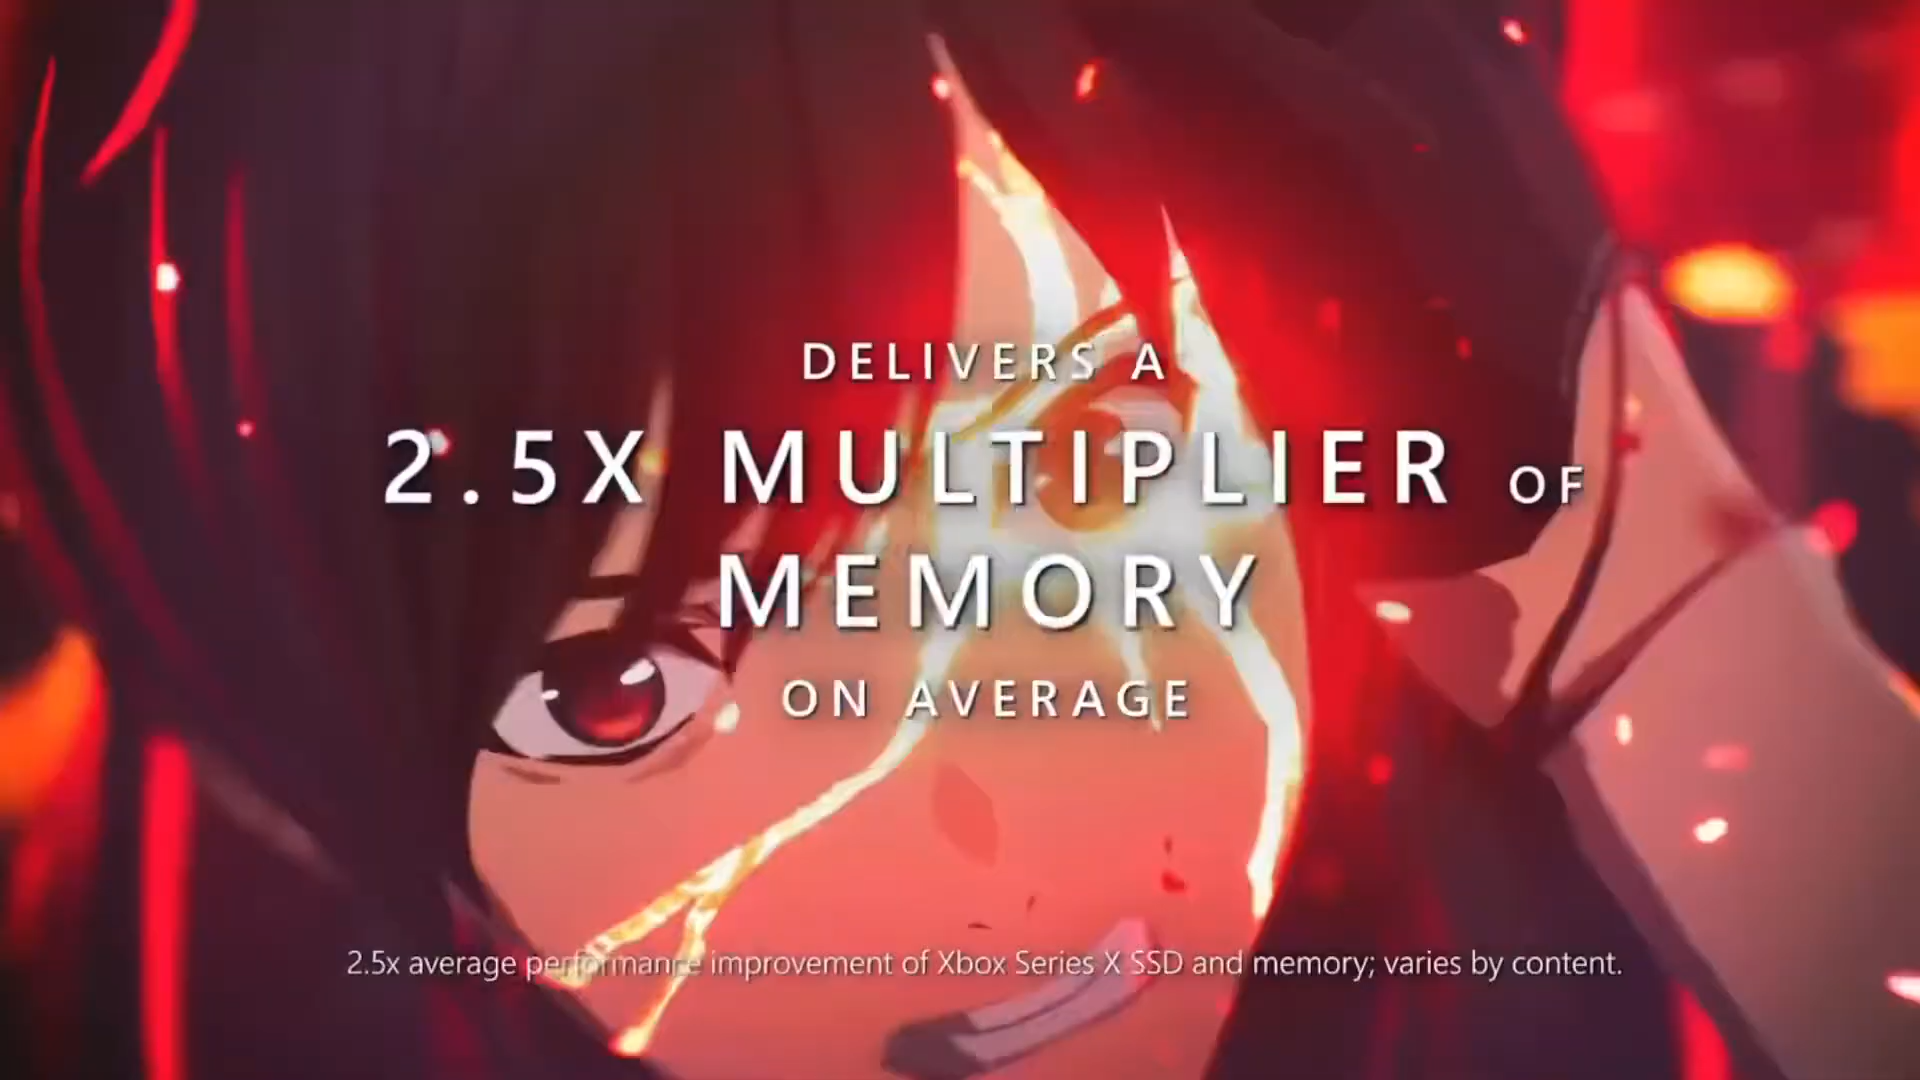 DELIVERS A
2.5X MULTIPLIER OF
MEMORY
ON AVERAGE
2.5x average performance improvement of Xbox Series X SSD and memory; varies by content.